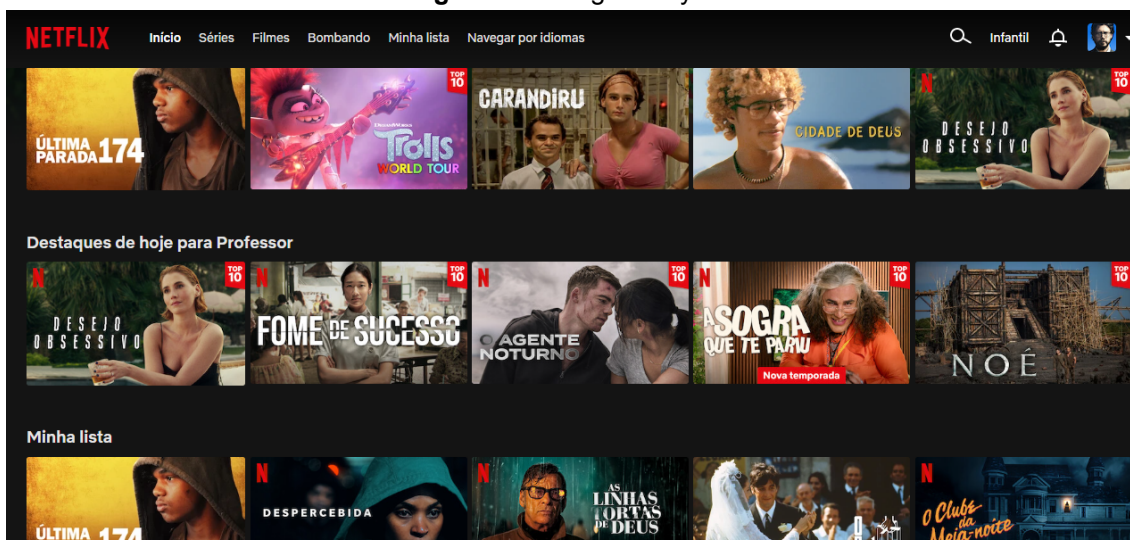 NETFLIX
Início
Séries
Filmes
Bombando
Minha lista
Navegar por idiomas
Infantil
ÚLTIMA
PARADA 174
TOP
10
Trolls
WORLD TOUR
CARANDIRU
CIDADE DE DEUS
N
TOP
10
DESEJO
OBSESSIVO
Destaques de hoje para Professor
N
TOP
10
DESEJO
OBSESSIVO
N
TOP
10
FOME DE SUCESSO
N
TOP
10
O AGENTE
NOTURNO
N
TOP
10
A SOGRA
QUE TE PARIU
Nova temporada
TOP
10
NOÉ
Minha lista
ÚLTIMA 174
N
DESPERCEBIDA
N
AS
LINHAS
TORTAS
DE DEUS
N
O Clube
da
Meia-noite